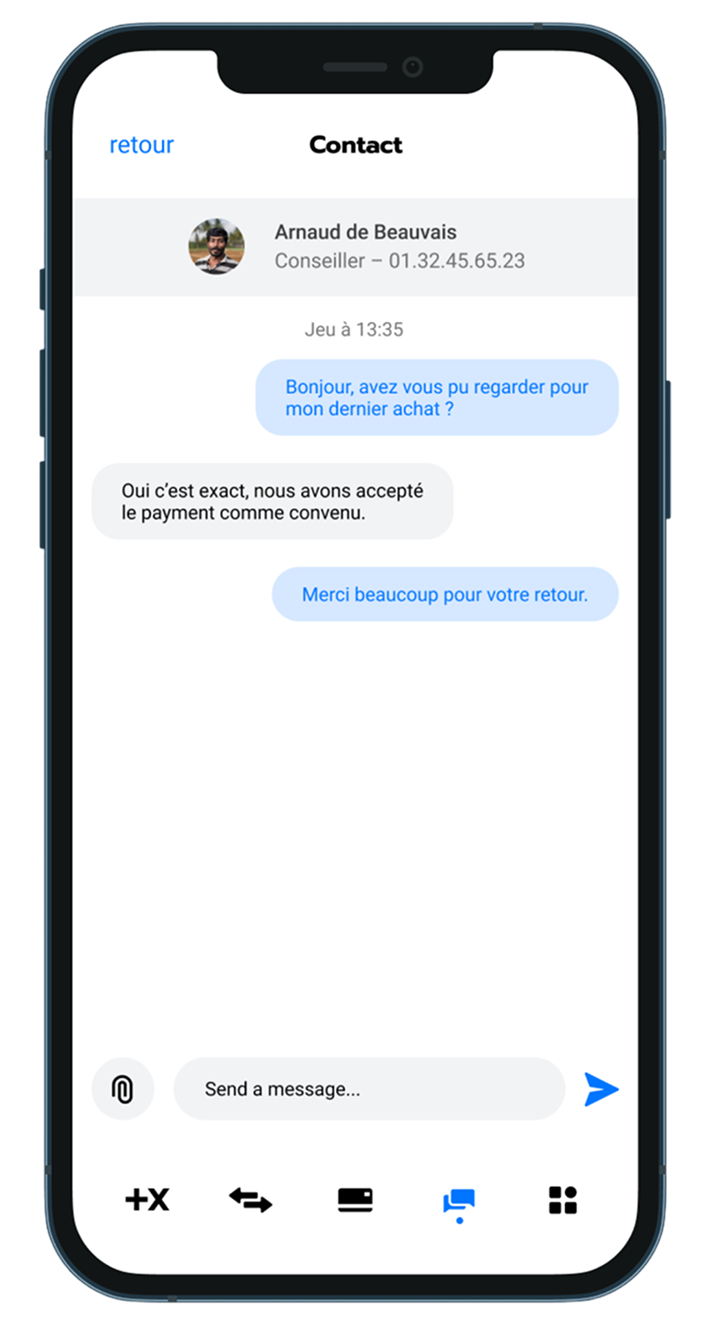 retour
Contact
Arnaud de Beauvais
Conseiller – 01.32.45.65.23
Jeu à 13:35
Bonjour, avez vous pu regarder pour
mon dernier achat ?
Oui c’est exact, nous avons accepté
le payment comme convenu.
Merci beaucoup pour votre retour.
Send a message...
+X